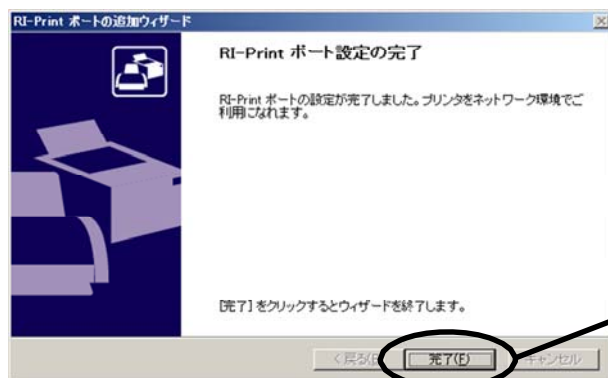 RI-Print ポートの追加ウィザード
RI-Print ポート設定の完了
RI-Print ポートの設定が完了しました。プリンタをネットワーク環境でご
利用になれます。
[完了] をクリックするとウィザードを終了します。
< 戻る(B) 完了(F) キャンセル